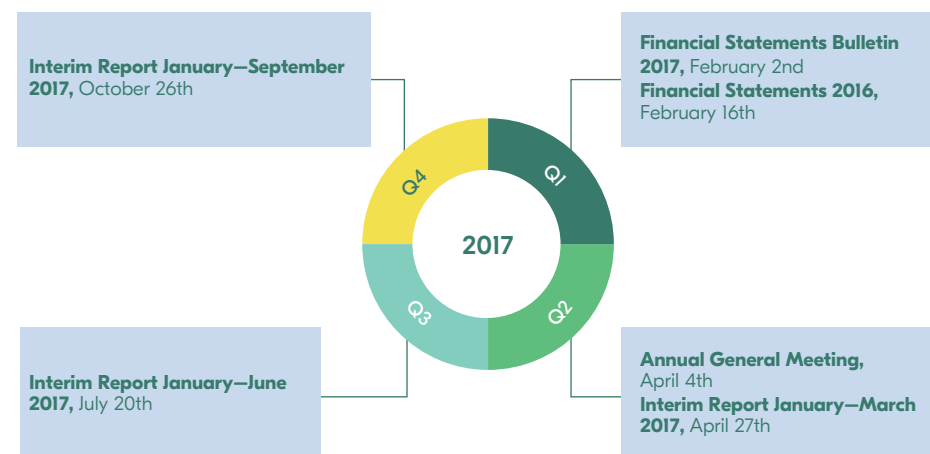 Interim Report January–September
2017, October 26th
Financial Statements Bulletin
2017, February 2nd
Financial Statements 2016,
February 16th
Q4
Q1
2017
Q3
Q2
Interim Report January–June
2017, July 20th
Annual General Meeting,
April 4th
Interim Report January–March
2017, April 27th